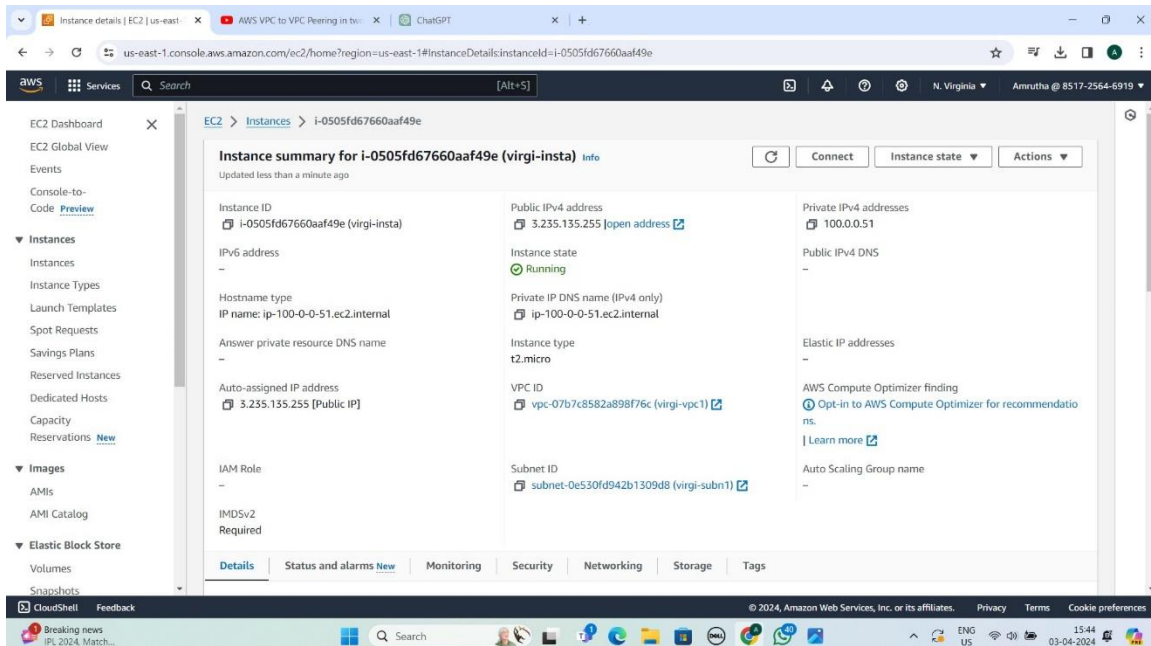 Instance details | EC2 | us-east-
AWS VPC to VPC Peering in tw
ChatGPT
us-east-1.console.aws.amazon.com/ec2/home?region=us-east-1#InstanceDetails:instanceId=i-0505fd67660aaf49e
A
aws
Services
Search
[Alt+S]
N. Virginia
Amrutha @ 8517-2564-6919
EC2 Dashboard
EC2 Global View
Events
Console-to-
Code Preview
Instances
Instances
Instance Types
Launch Templates
Spot Requests
Savings Plans
Reserved Instances
Dedicated Hosts
Capacity
Reservations New
Images
AMIs
AMI Catalog
Elastic Block Store
Volumes
Snapshots
EC2 > Instances > i-0505fd67660aaf49e
Instance summary for i-0505fd67660aaf49e (virgi-insta) Info
Updated less than a minute ago
Connect
Instance state
Actions
Instance ID
i-0505fd67660aaf49e (virgi-insta)
Public IPv4 address
3.235.135.255 |open address
Private IPv4 addresses
100.0.0.51
IPv6 address
–
Instance state
Running
Public IPv4 DNS
–
Hostname type
IP name: ip-100-0-0-51.ec2.internal
Private IP DNS name (IPv4 only)
ip-100-0-0-51.ec2.internal
Answer private resource DNS name
–
Instance type
t2.micro
Elastic IP addresses
–
Auto-assigned IP address
3.235.135.255 [Public IP]
VPC ID
vpc-07b7c8582a898f76c (virgi-vpc1)
AWS Compute Optimizer finding
Opt-in to AWS Compute Optimizer for recommendatio
ns.
| Learn more
IAM Role
–
Subnet ID
subnet-0e530fd942b1309d8 (virgi-subn1)
Auto Scaling Group name
–
IMDSv2
Required
Details
Status and alarms New
Monitoring
Security
Networking
Storage
Tags
CloudShell
Feedback
© 2024, Amazon Web Services, Inc. or its affiliates.
Privacy
Terms
Cookie preferences
Breaking news
IPL 2024, Match...
Search
DELL
40
ENG
US
15:44
03-04-2024